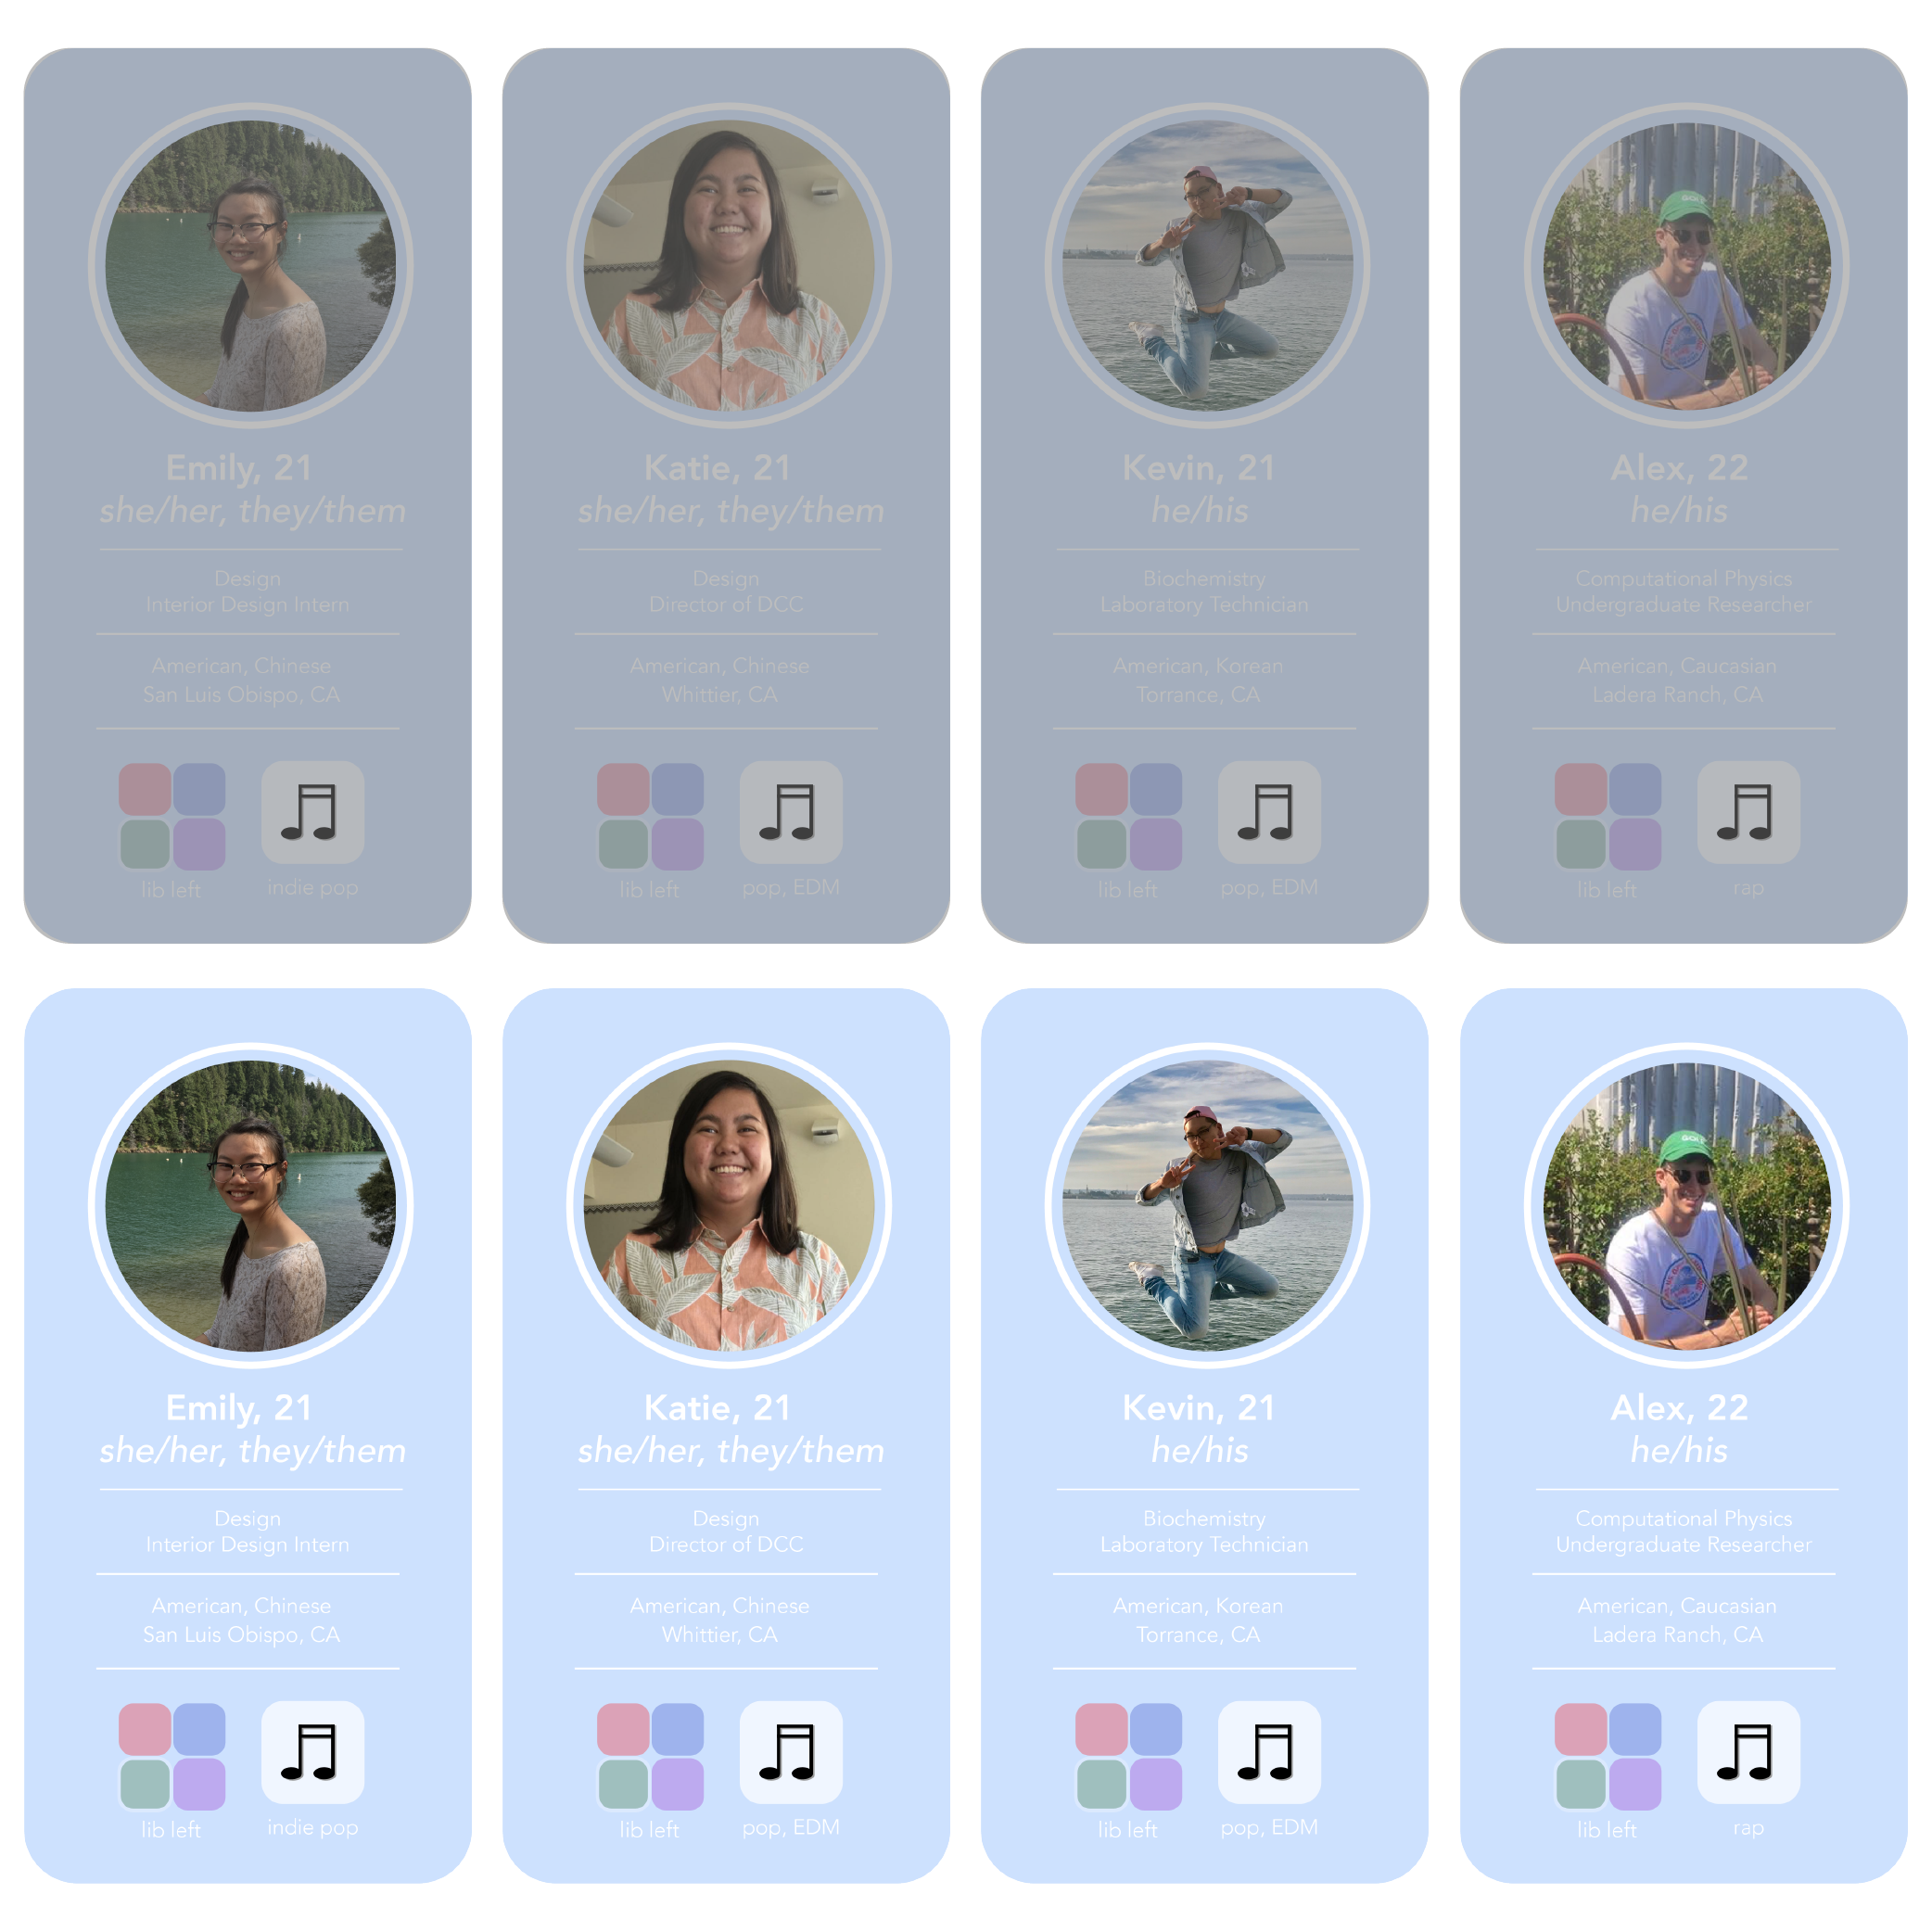 Emily, 21
she/her, they/them
Design
Interior Design Intern
American, Chinese
San Luis Obispo, CA
lib left
indie pop
Katie, 21
she/her, they/them
Design
Director of DCC
American, Chinese
Whittier, CA
lib left
pop, EDM
Kevin, 21
he/his
Biochemistry
Laboratory Technician
American, Korean
Torrance, CA
lib left
pop, EDM
Alex, 22
he/his
Computational Physics
Undergraduate Researcher
American, Caucasian
Ladera Ranch, CA
lib left
rap
Emily, 21
she/her, they/them
Design
Interior Design Intern
American, Chinese
San Luis Obispo, CA
lib left
indie pop
Katie, 21
she/her, they/them
Design
Director of DCC
American, Chinese
Whittier, CA
lib left
pop, EDM
Kevin, 21
he/his
Biochemistry
Laboratory Technician
American, Korean
Torrance, CA
lib left
pop, EDM
Alex, 22
he/his
Computational Physics
Undergraduate Researcher
American, Caucasian
Ladera Ranch, CA
lib left
rap